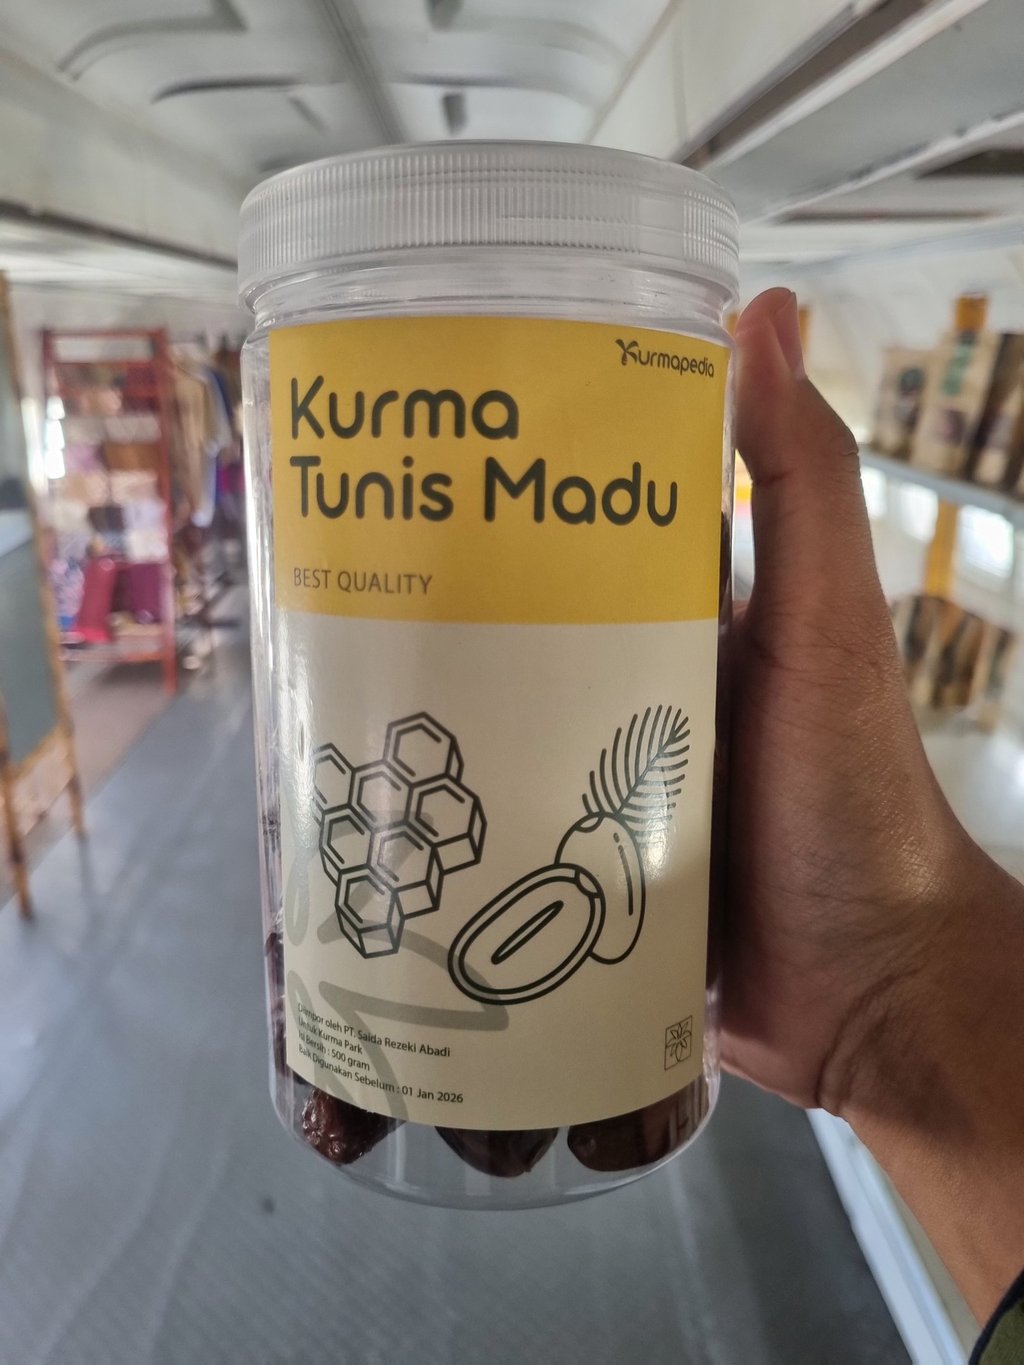 Kurmapedia
Kurma
Tunis Madu
BEST QUALITY
Diimpor oleh PT. Saida Rezeki Abadi
Untuk Kurma Park
Isi Bersih : 500 gram
Baik Digunakan Sebelum : 01 Jan 2026